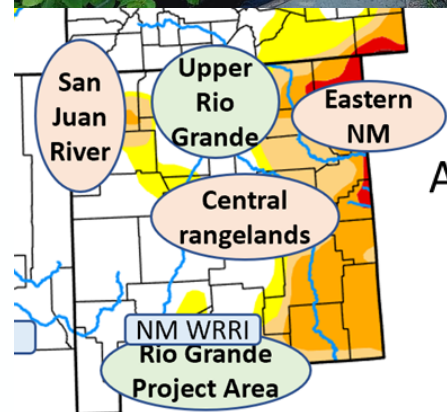 San
Juan
River
Upper
Rio
Grande
Eastern
NM
A
Central
rangelands
NM WRRI
Rio Grande
Project Area